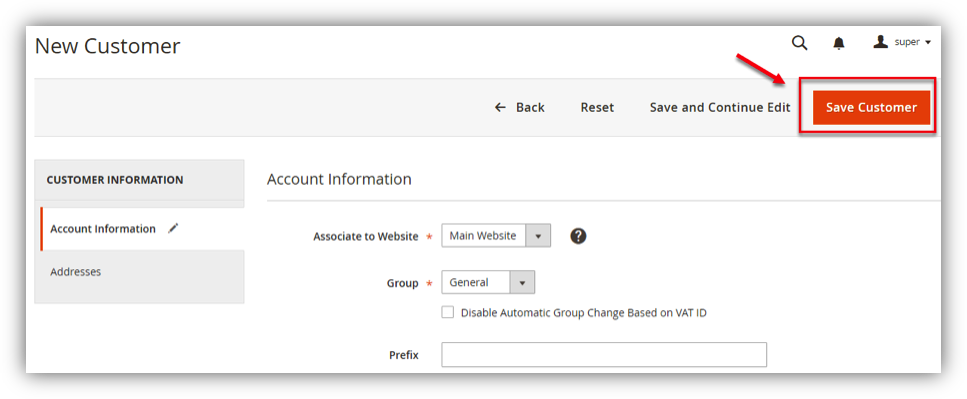 New Customer
super
Back Reset Save and Continue Edit Save Customer
CUSTOMER INFORMATION
Account Information
Addresses
Account Information
Associate to Website * Main Website ?
Group * General
Disable Automatic Group Change Based on VAT ID
Prefix